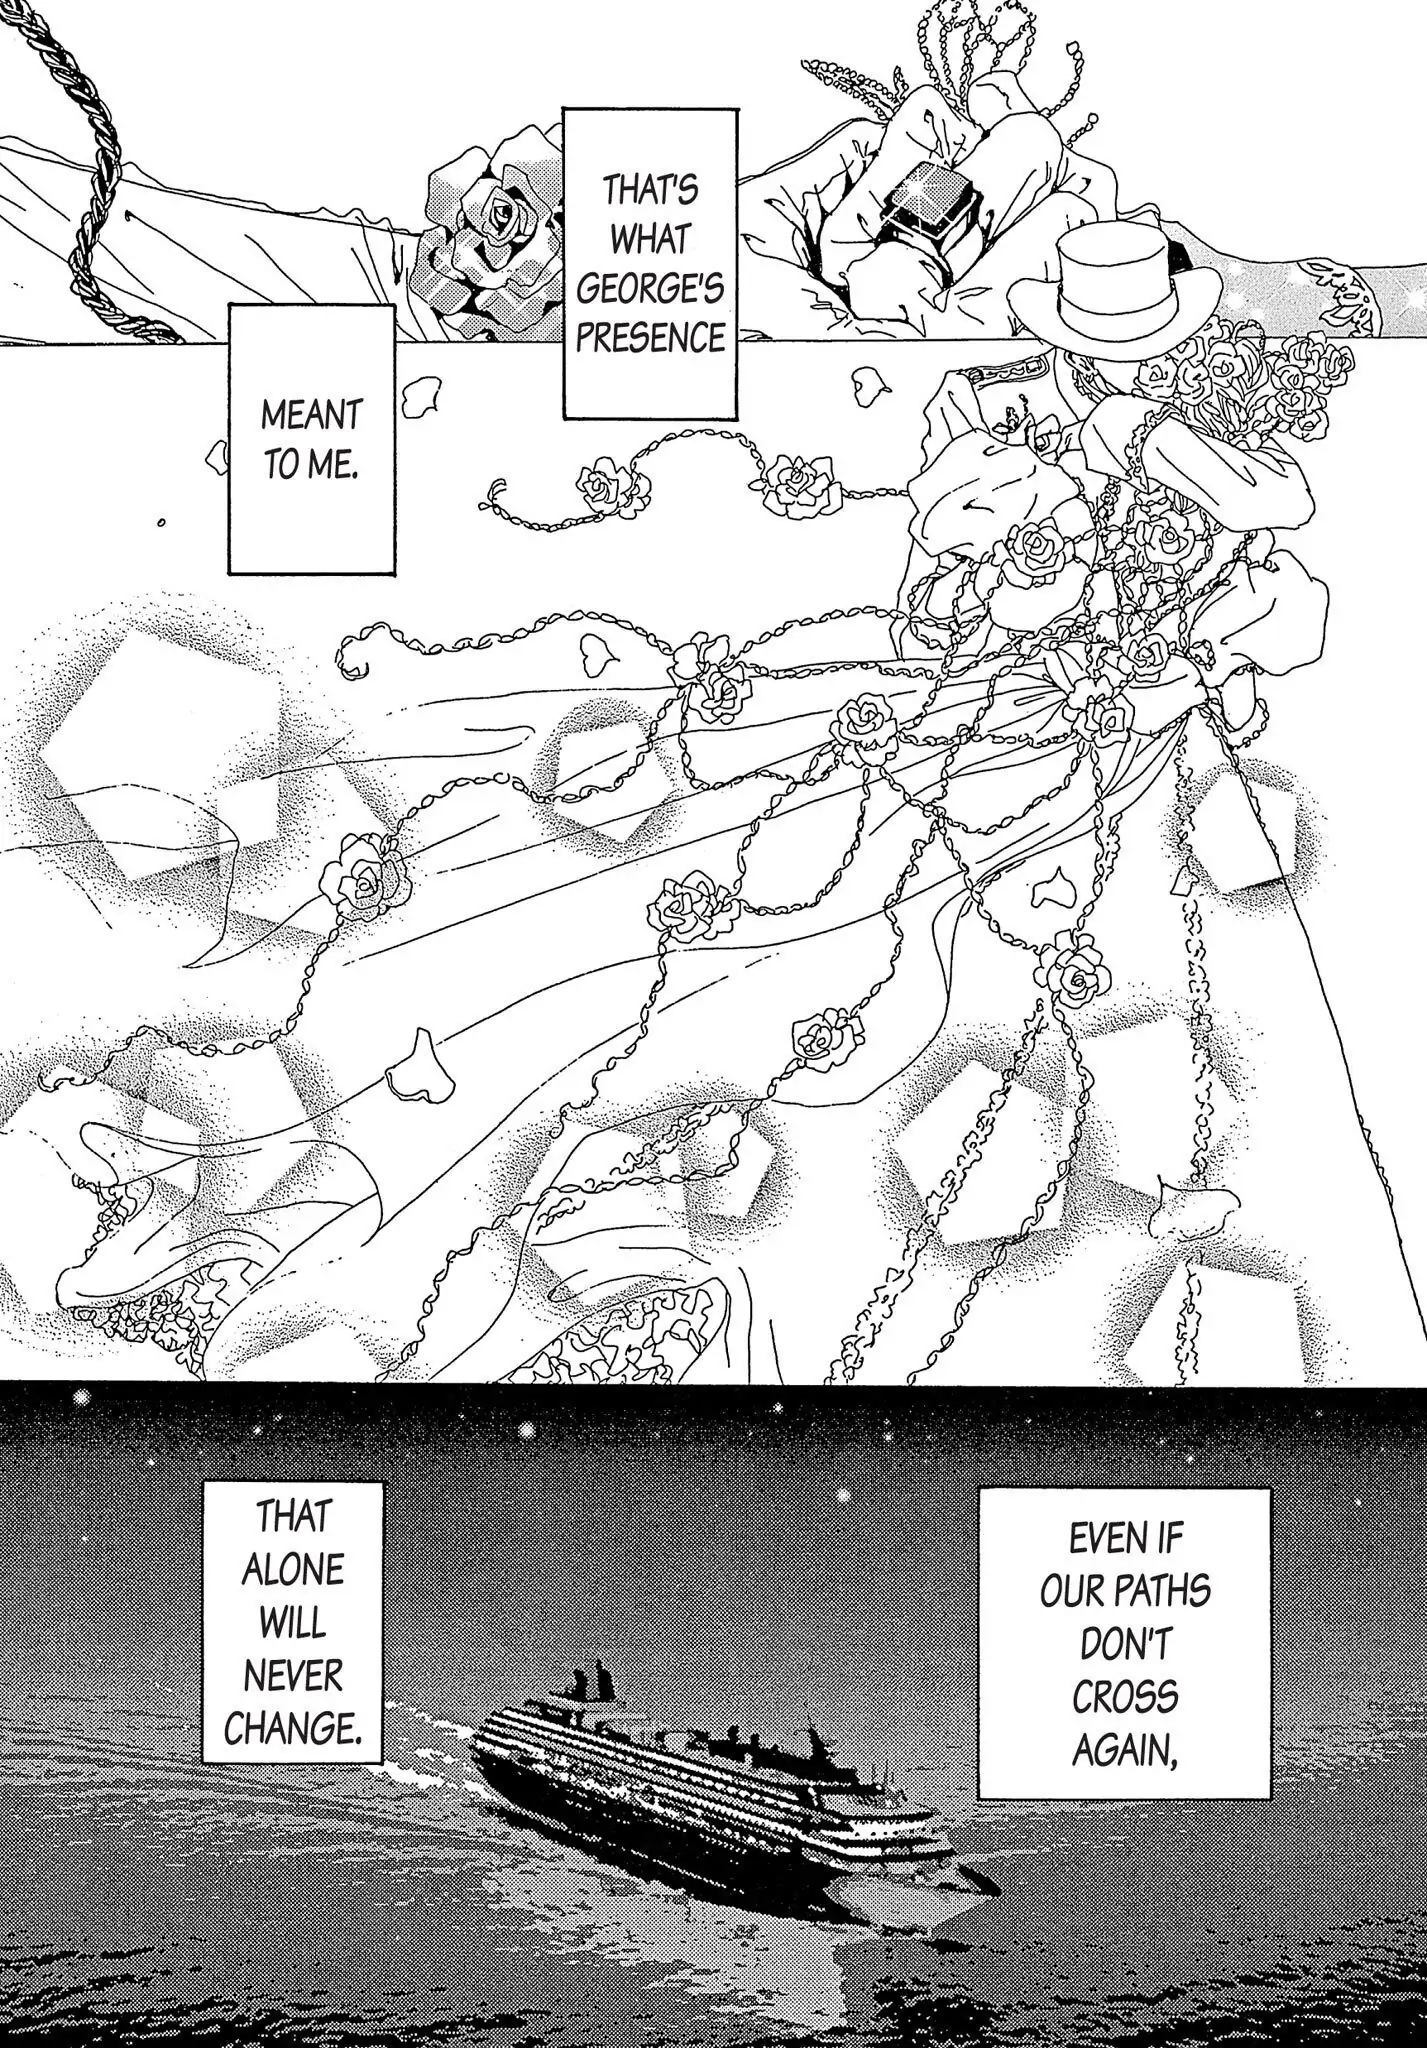 THAT'S
WHAT
GEORGE'S
PRESENCE
MEANT
TO ME.
EVEN IF
OUR PATHS
DON'T
CROSS
AGAIN,
THAT
ALONE
WILL
NEVER
CHANGE.